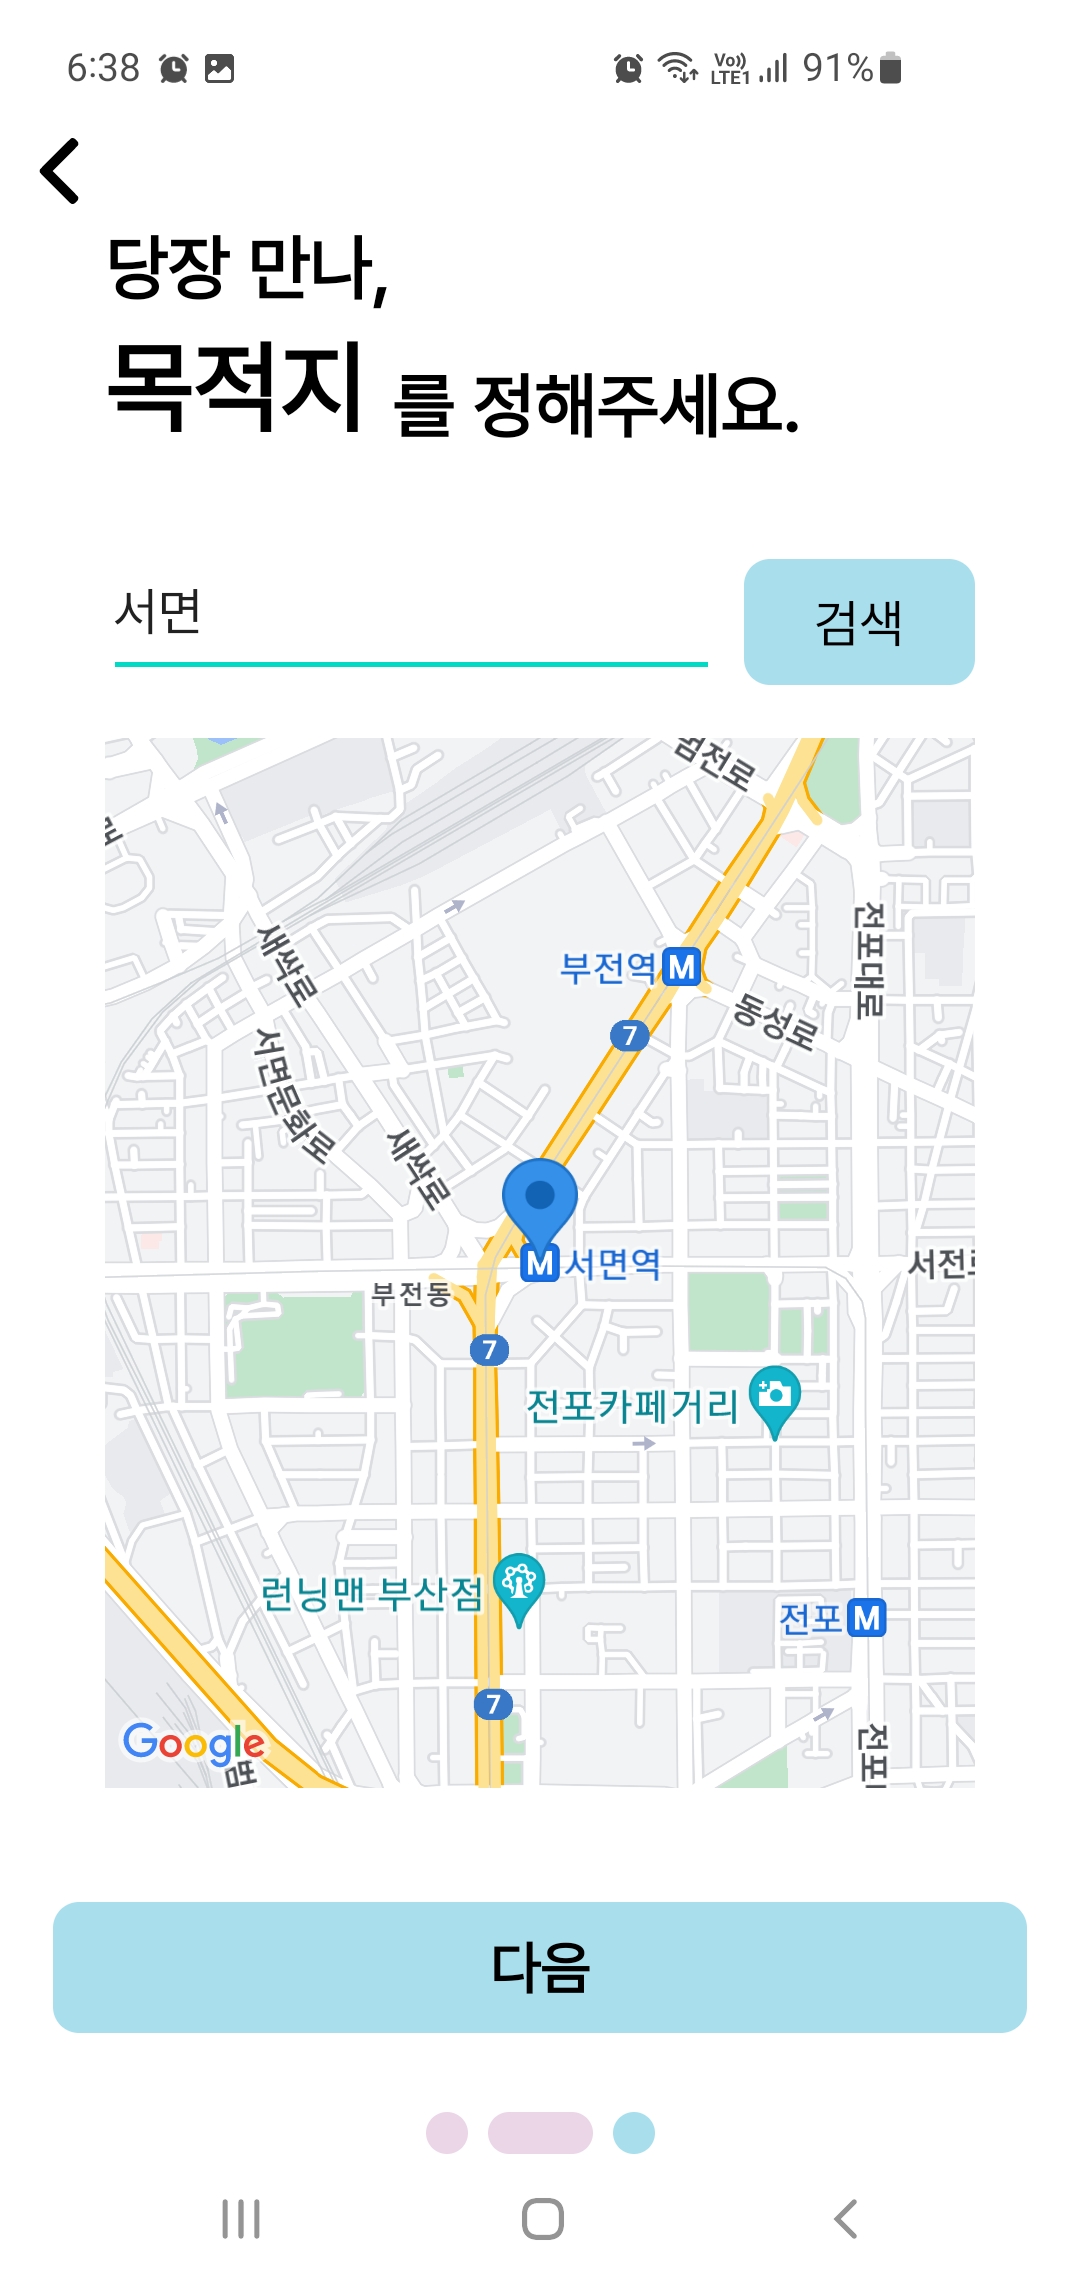 6:38
Vo))
LTE1
91%
당장 만나,
목적지 를 정해주세요.
서면
검색
범전로
전포대로
새싹로
부전역 M
7
동성로
서면문화로
새싹로
M 서면역
서전로
부전동
7
전포카페거리
런닝맨 부산점
전포 M
7
Google
다음